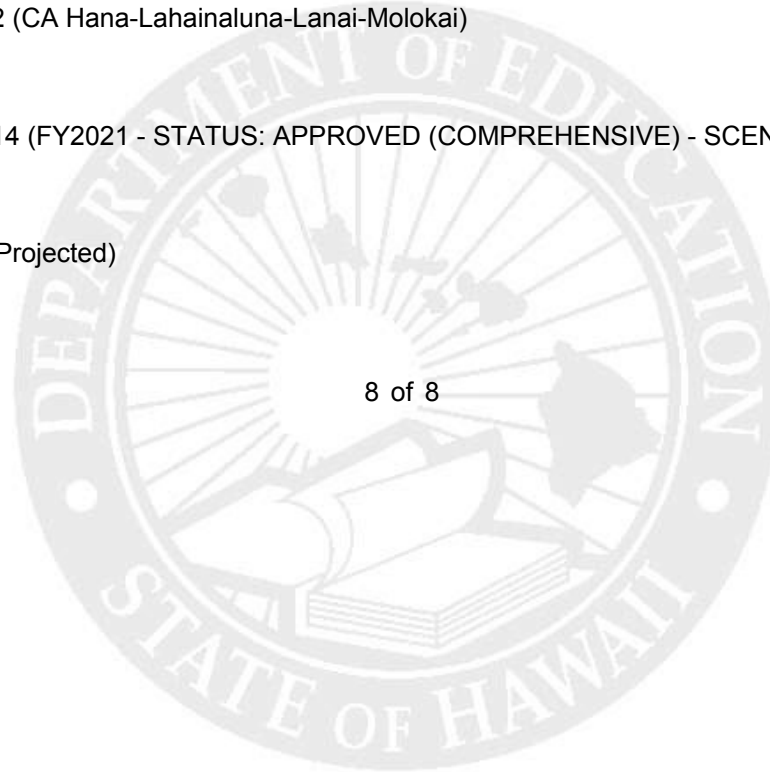 2 (CA Hana-Lahainaluna-Lanai-Molokai)
14 (FY2021 - STATUS: APPROVED (COMPREHENSIVE) - SCEN
Projected)
8 of 8
DEPARTMENT OF EDUCATION
STATE OF HAWAII